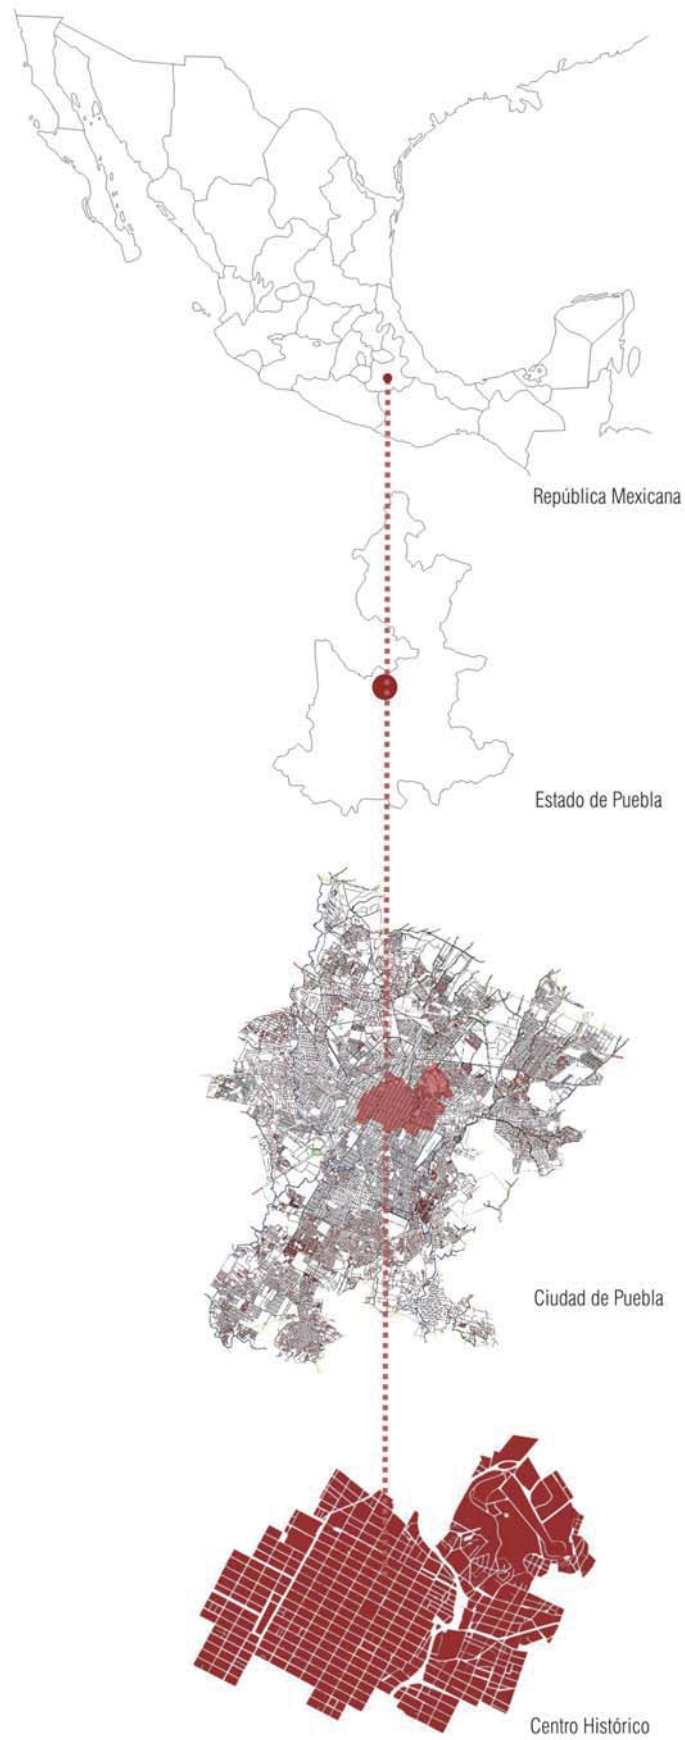 República Mexicana
Estado de Puebla
Ciudad de Puebla
Centro Histórico